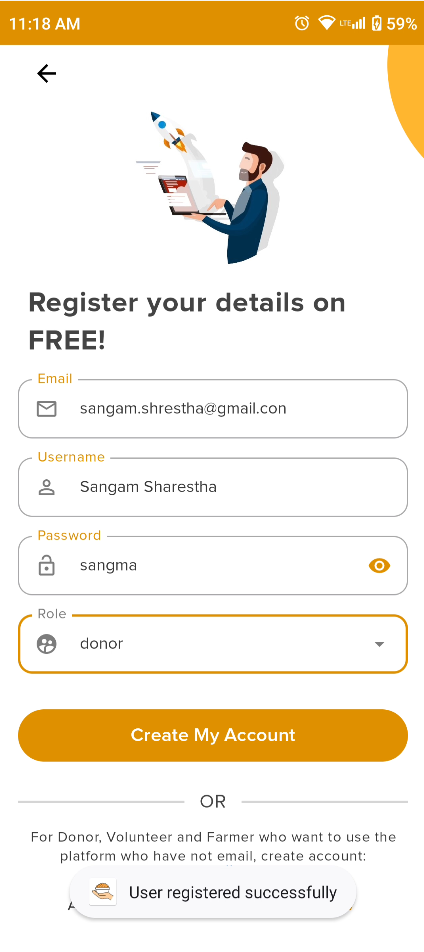 11:18 AM LTE 59%
Register your details on
FREE!
Email
sangam.shrestha@gmail.con
Username
Sangam Sharestha
Password
sangma
Role
donor
Create My Account
OR
For Donor, Volunteer and Farmer who want to use the
platform who have not email, create account:
User registered successfully